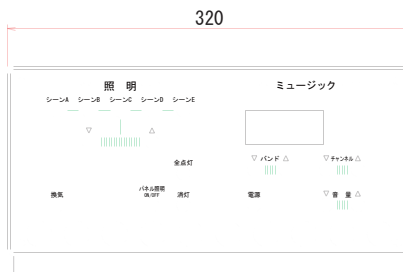 320
照 明
ミュージック
シーンA シーンB シーンC シーンD シーンE
▽ △
▽ バンド △ ▽ チャンネル △
全点灯
換気
パネル照明
ON/OFF
消灯
電源
▽ 音 量 △